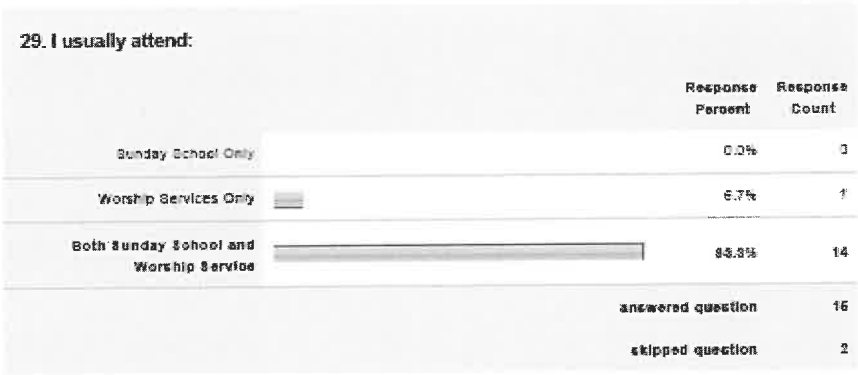 29. I usually attend:
Response Percent Response Count
Sunday School Only 0.0% 0
Worship Services Only 6.7% 1
Both Sunday School and Worship Service 93.3% 14
answered question 15
skipped question 2